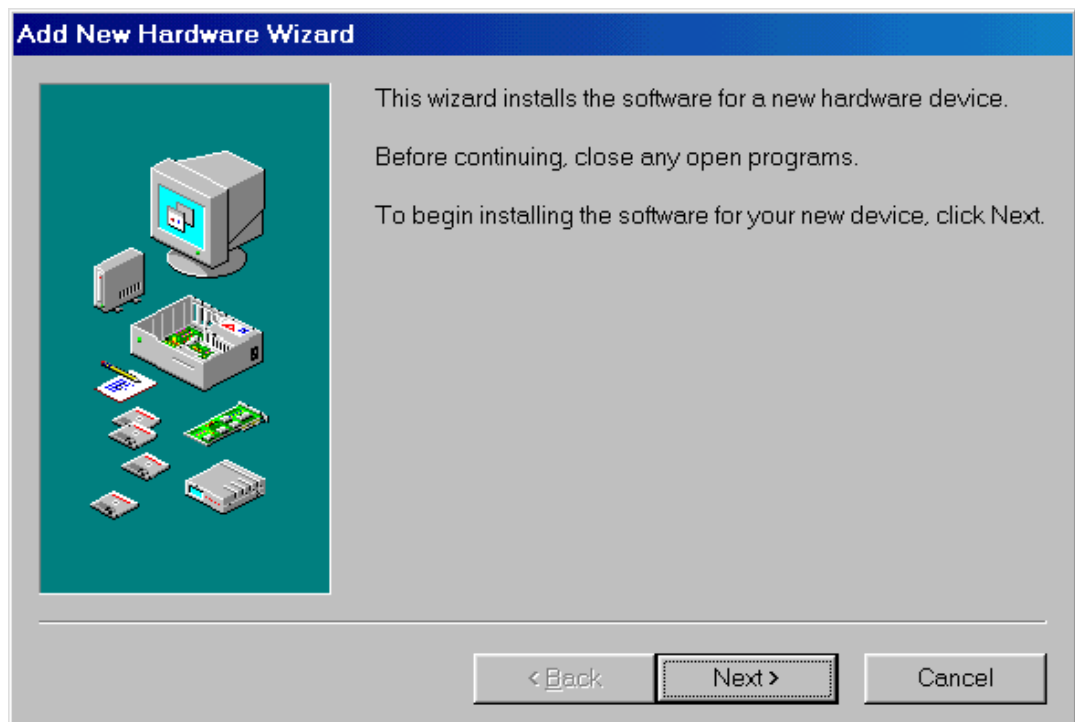 Add New Hardware Wizard
This wizard installs the software for a new hardware device.
Before continuing, close any open programs.
To begin installing the software for your new device, click Next.
< Back
Next >
Cancel